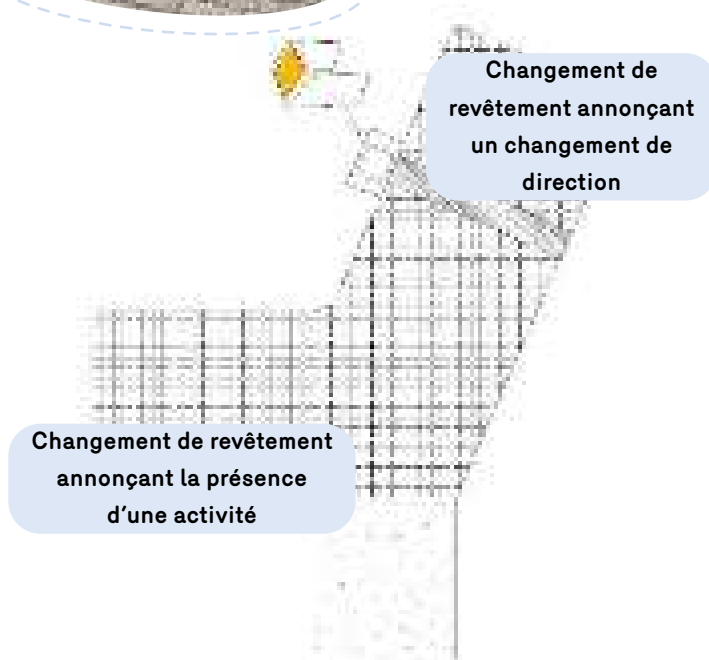 Changement de
revêtement annonçant
un changement de
direction
Changement de revêtement
annonçant la présence
d’une activité